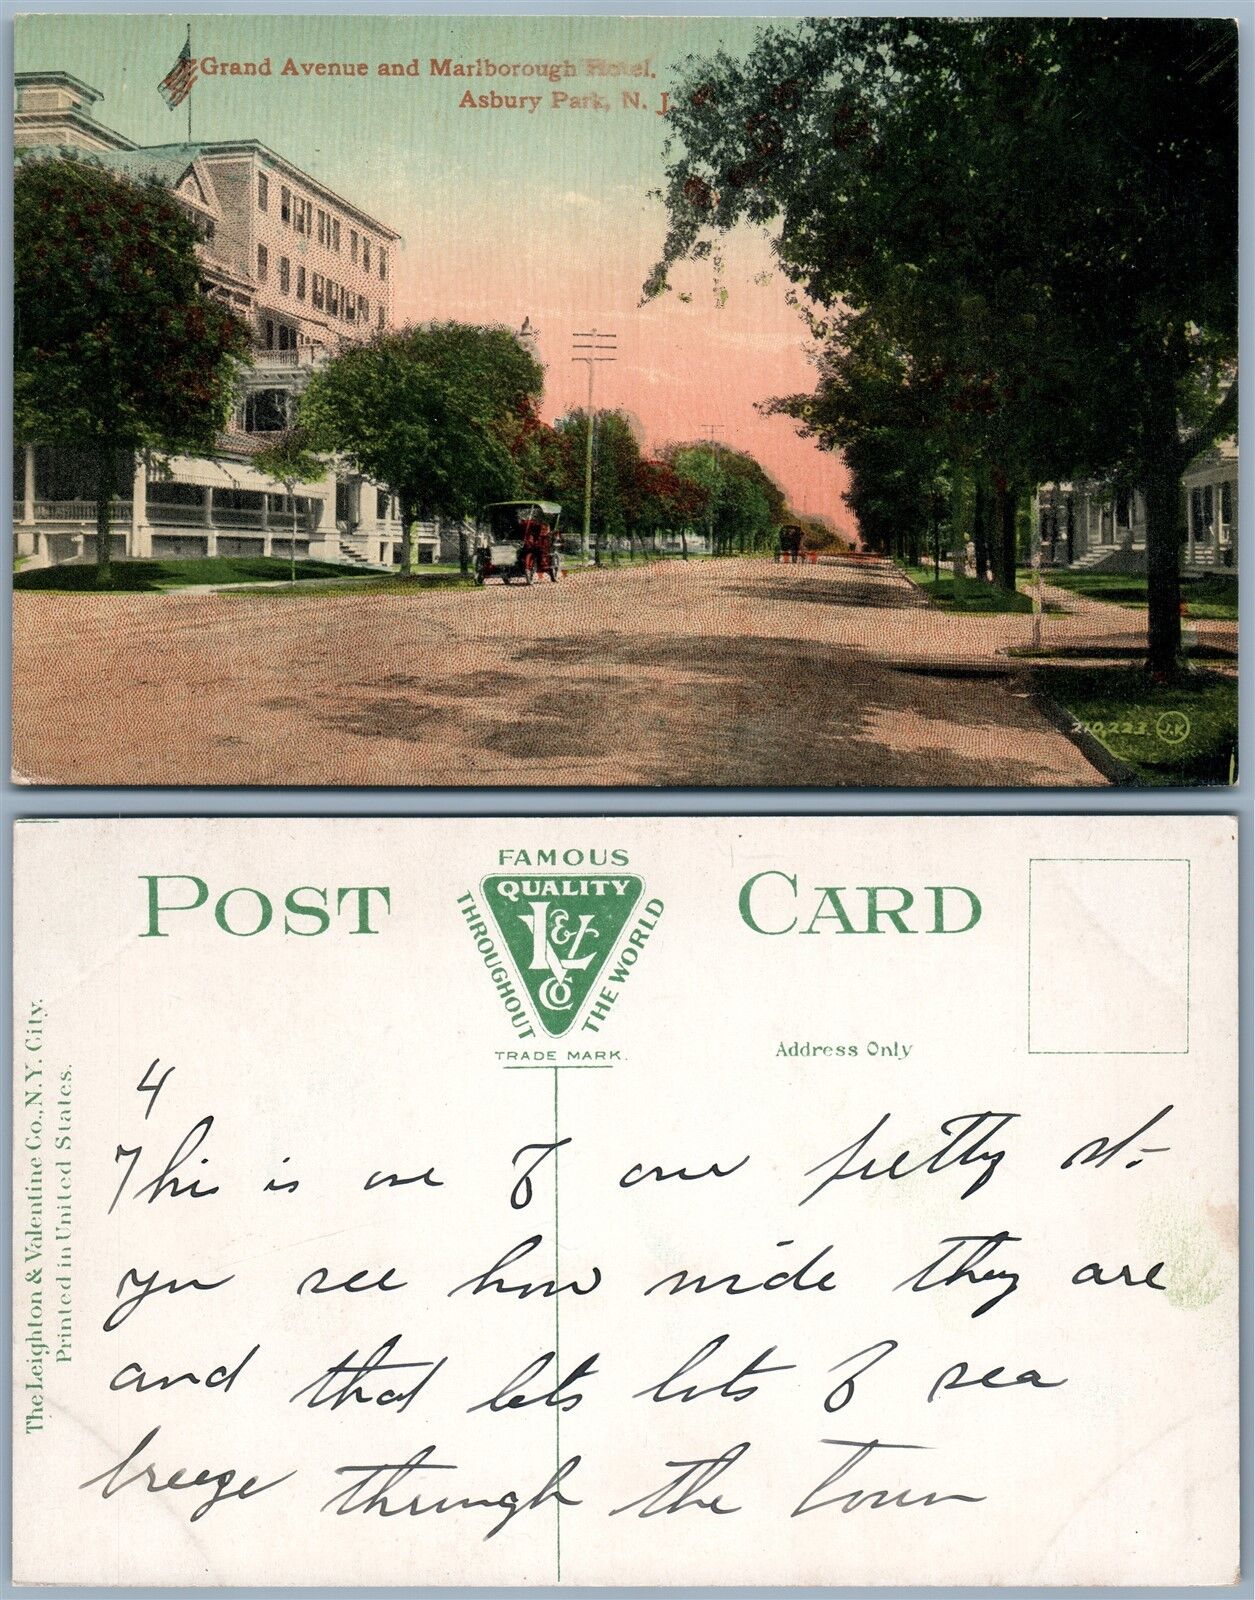 Grand Avenue and Marlborough Hotel,
Asbury Park, N. J.
210,223. J.K
POST CARD
FAMOUS
QUALITY
THROUGHOUT THE WORLD
L & V
Co
TRADE MARK.
Address Only
The Leighton & Valentine Co., N.Y. City.
Printed in United States.
4
This is one of our pretty st.
you see how wide they are
and that lets lots of sea
breeze through the town